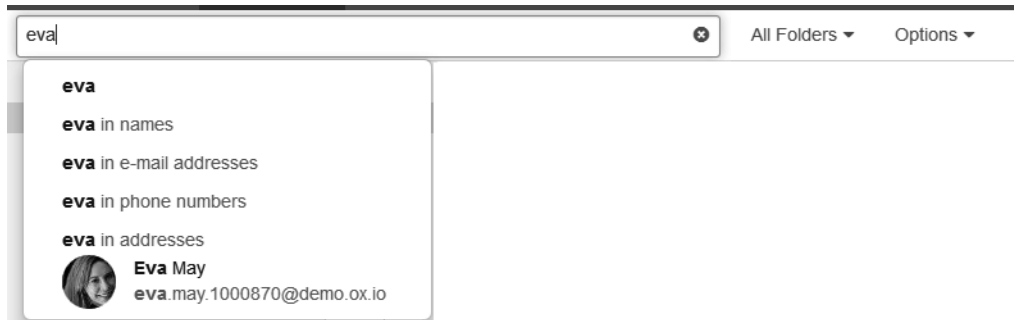 eva All Folders Options
eva
eva in names
eva in e-mail addresses
eva in phone numbers
eva in addresses
Eva May
eva.may.1000870@demo.ox.io